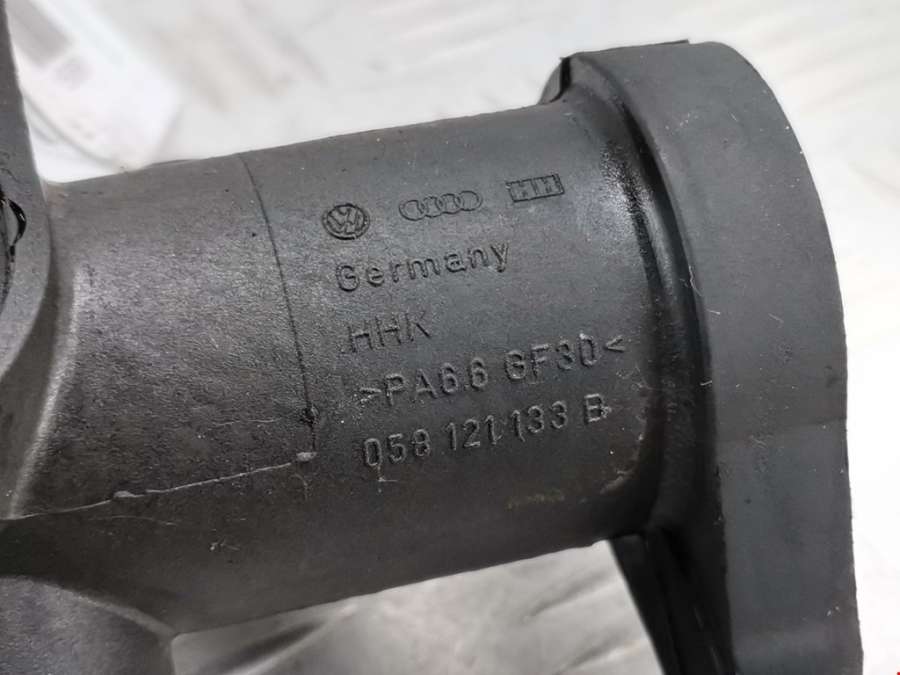 Germany
HHK
>PA6.6 GF30<
058 121 133 B